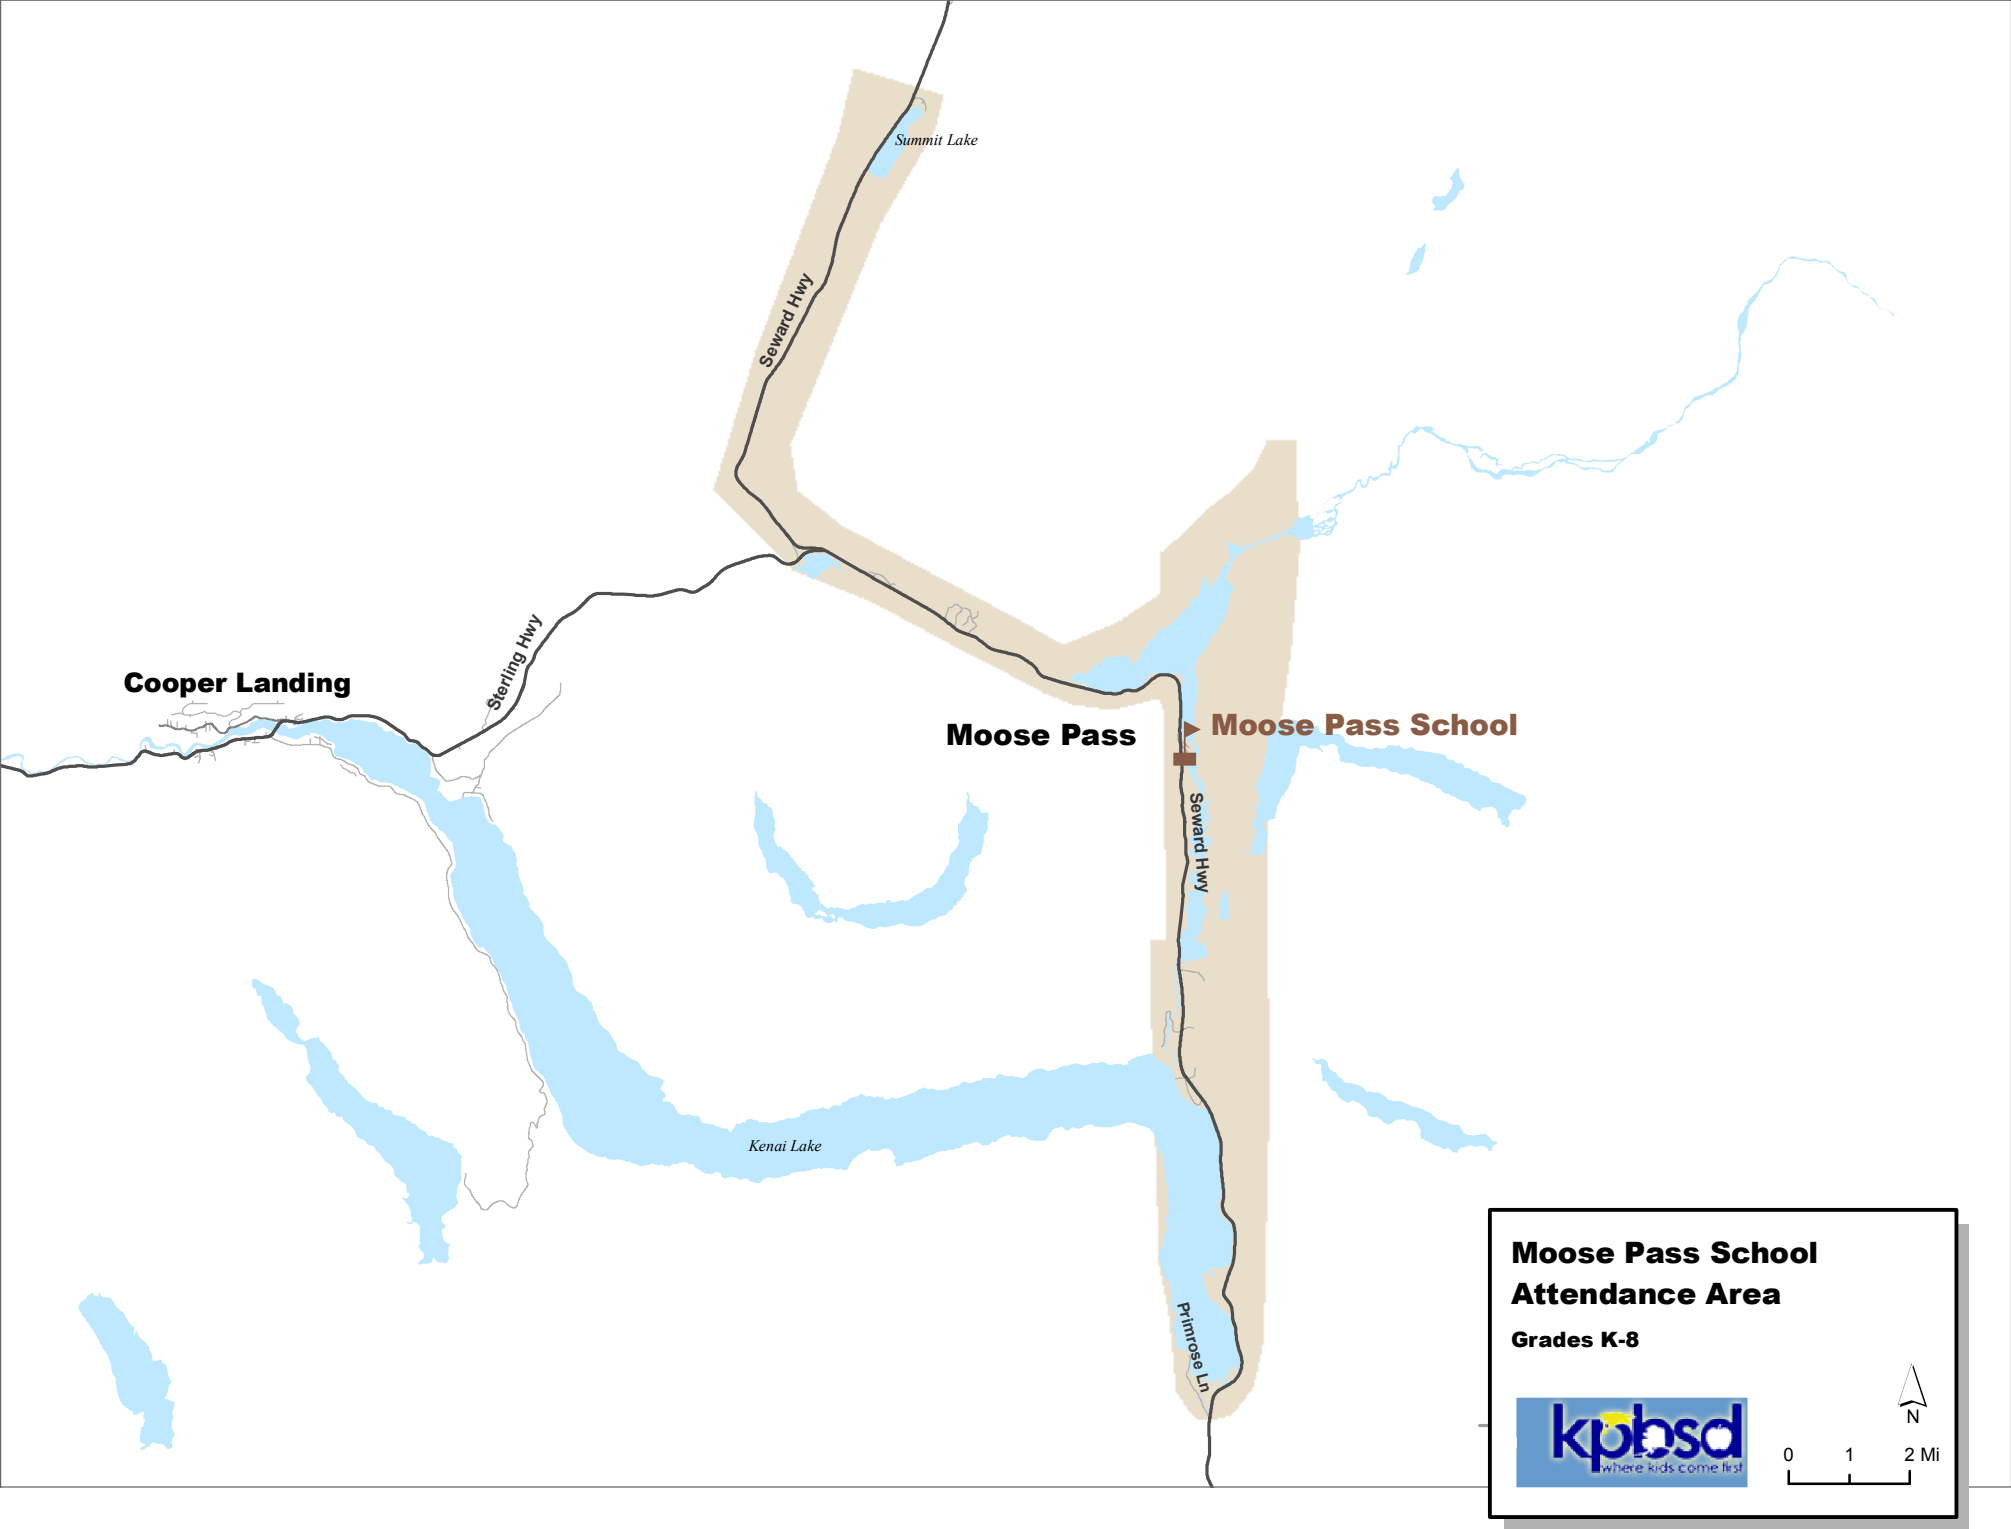 Summit Lake
Seward Hwy
Sterling Hwy
Cooper Landing
Moose Pass
Moose Pass School
Seward Hwy
Kenai Lake
Primrose Ln
Moose Pass School
Attendance Area
Grades K-8
N
kpbsd
where kids come first
0 1 2 Mi